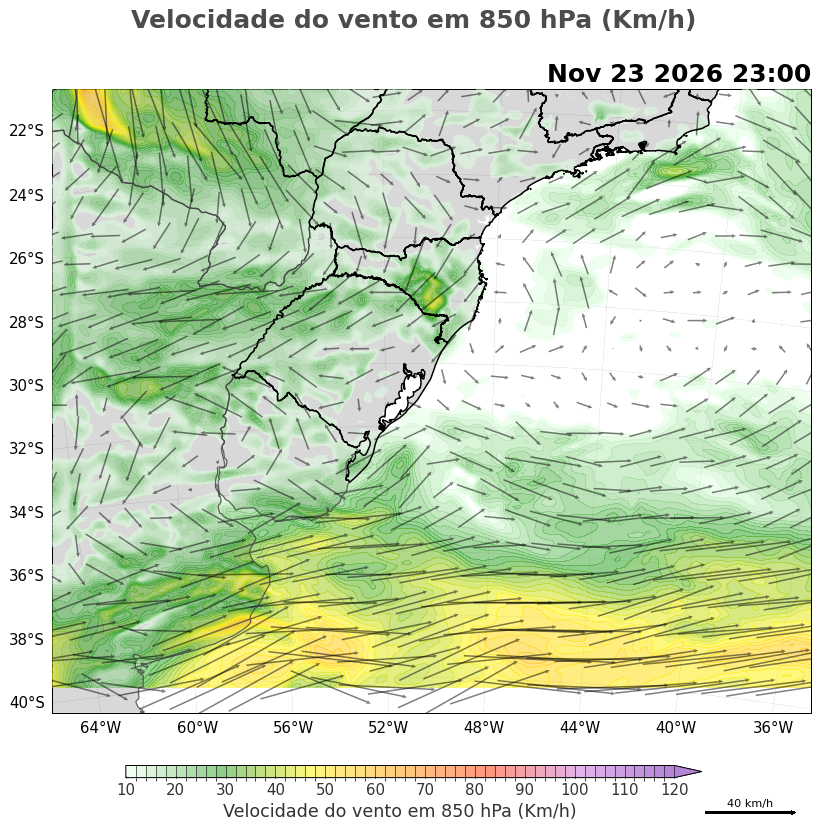 Velocidade do vento em 850 hPa (Km/h)
Nov 23 2026 23:00
22°S
24°S
26°S
28°S
30°S
32°S
34°S
36°S
38°S
40°S
64°W 60°W 56°W 52°W 48°W 44°W 40°W 36°W
10 20 30 40 50 60 70 80 90 100 110 120
Velocidade do vento em 850 hPa (Km/h)
40 km/h